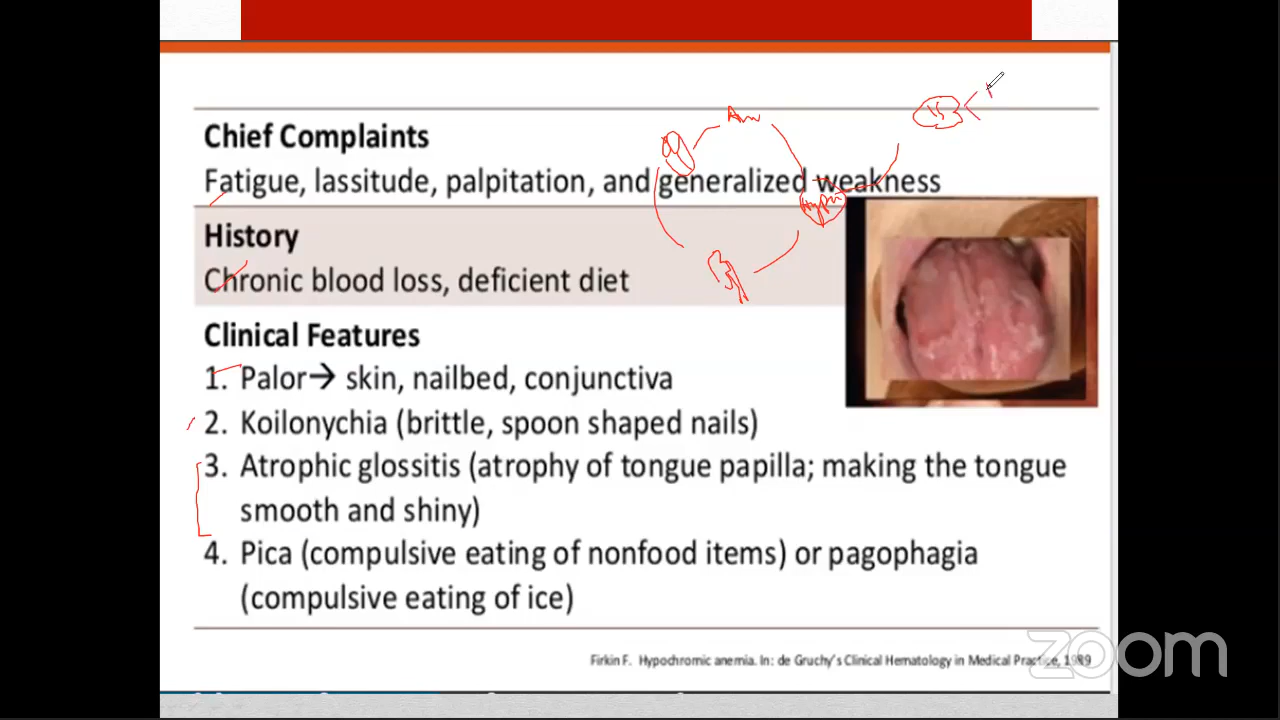 Chief Complaints
Fatigue, lassitude, palpitation, and generalized weakness
History
Chronic blood loss, deficient diet
Clinical Features
1. Palor→ skin, nailbed, conjunctiva
2. Koilonychia (brittle, spoon shaped nails)
3. Atrophic glossitis (atrophy of tongue papilla; making the tongue
smooth and shiny)
4. Pica (compulsive eating of nonfood items) or pagophagia
(compulsive eating of ice)
Firkin F. Hypochromic anemia. In: de Gruchy's Clinical Hematology in Medical Practice, 1989
zoom